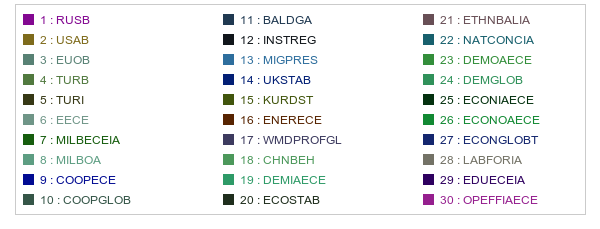 1 : RUSB
2 : USAB
3 : EUOB
4 : TURB
5 : TURI
6 : EECE
7 : MILBECEIA
8 : MILBOA
9 : COOPECE
10 : COOPGLOB
11 : BALDGA
12 : INSTREG
13 : MIGPRES
14 : UKSTAB
15 : KURDST
16 : ENERECE
17 : WMDPROFGL
18 : CHNBEH
19 : DEMIAECE
20 : ECOSTAB
21 : ETHNBALIA
22 : NATCONCIA
23 : DEMOAECE
24 : DEMGLOB
25 : ECONIAECE
26 : ECONOAECE
27 : ECONGLOBT
28 : LABFORIA
29 : EDUECEIA
30 : OPEFFIAECE